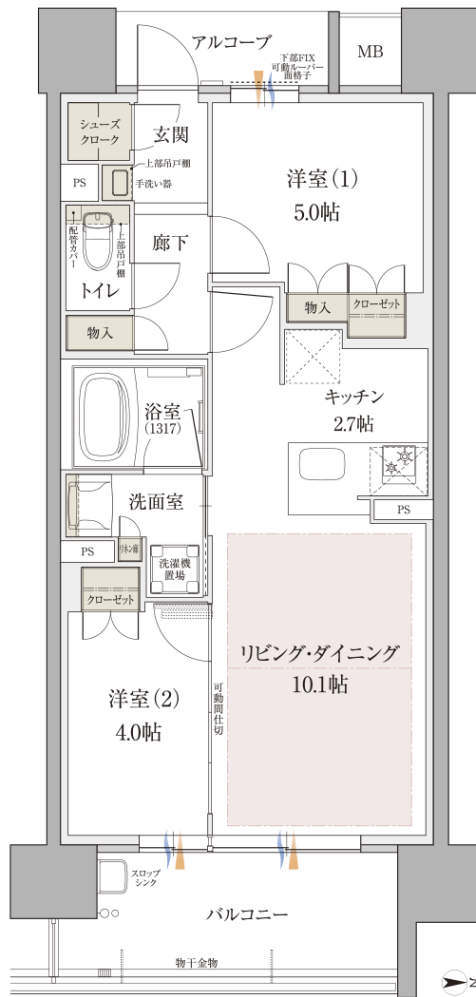 アルコーブ
MB
下部FIX
可動ルーバー
面格子
シューズ
クローク
玄関
上部吊戸棚
手洗い器
PS
洋室(1)
5.0帖
廊下
配管カバー
上部吊戸棚
トイレ
物入
物入
クローゼット
キッチン
2.7帖
浴室
(1317)
洗面室
PS
PS
リネン庫
洗濯機
置場
クローゼット
リビング・ダイニング
10.1帖
洋室(2)
4.0帖
可動間仕切
スロップ
シンク
バルコニー
物干金物
N